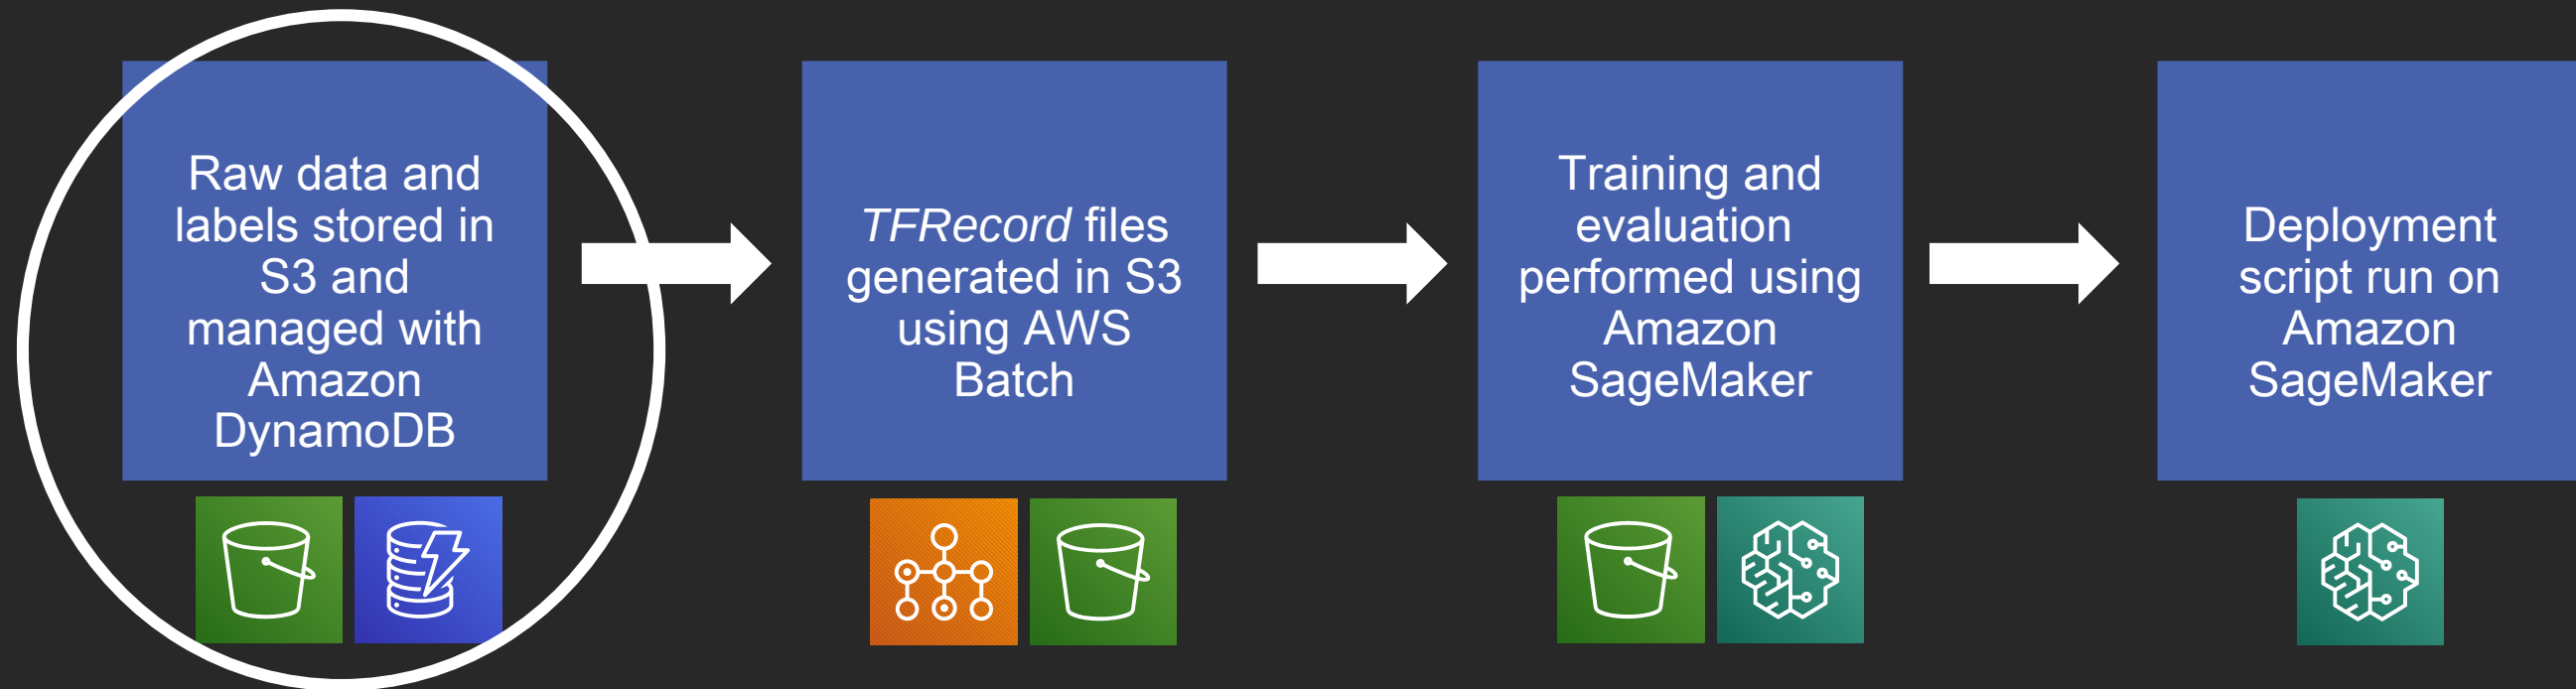 Raw data and
labels stored in
S3 and
managed with
Amazon
DynamoDB
TFRecord files
generated in S3
using AWS
Batch
Training and
evaluation
performed using
Amazon
SageMaker
Deployment
script run on
Amazon
SageMaker